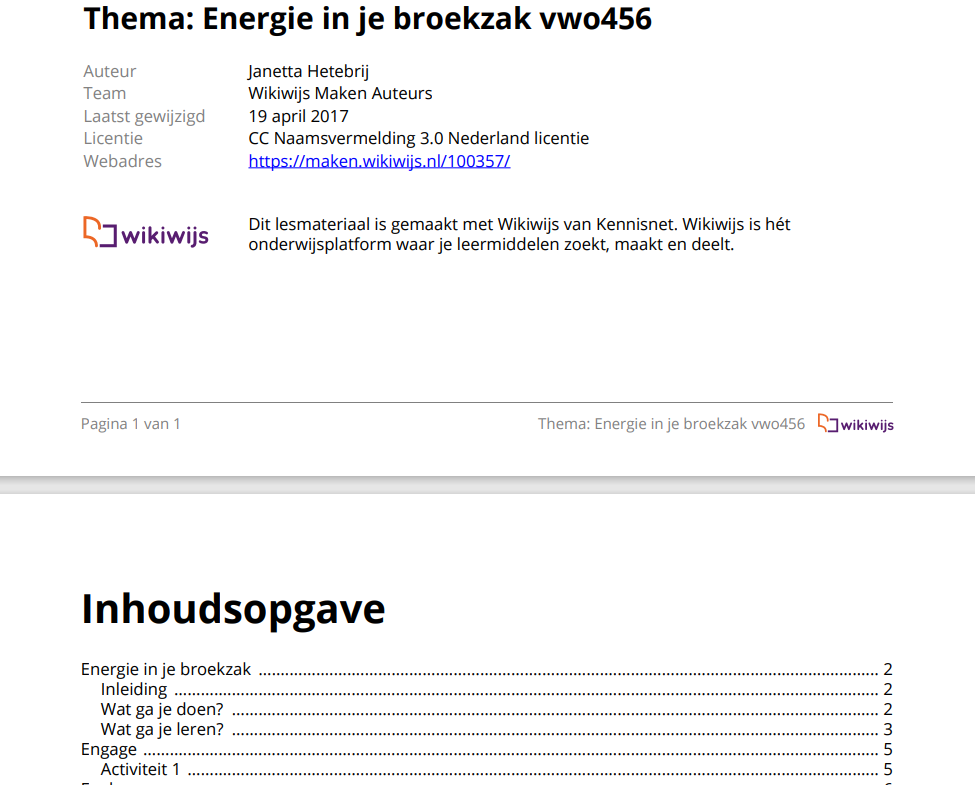 Thema: Energie in je broekzak vwo456
Auteur Janetta Hetebrij
Team Wikiwijs Maken Auteurs
Laatst gewijzigd 19 april 2017
Licentie CC Naamsvermelding 3.0 Nederland licentie
Webadres https://maken.wikiwijs.nl/100357/
wikiwijs
Dit lesmateriaal is gemaakt met Wikiwijs van Kennisnet. Wikiwijs is hét
onderwijsplatform waar je leermiddelen zoekt, maakt en deelt.
Pagina 1 van 1 Thema: Energie in je broekzak vwo456 wikiwijs
Inhoudsopgave
Energie in je broekzak 2
Inleiding 2
Wat ga je doen? 2
Wat ga je leren? 3
Engage 5
Activiteit 1 5